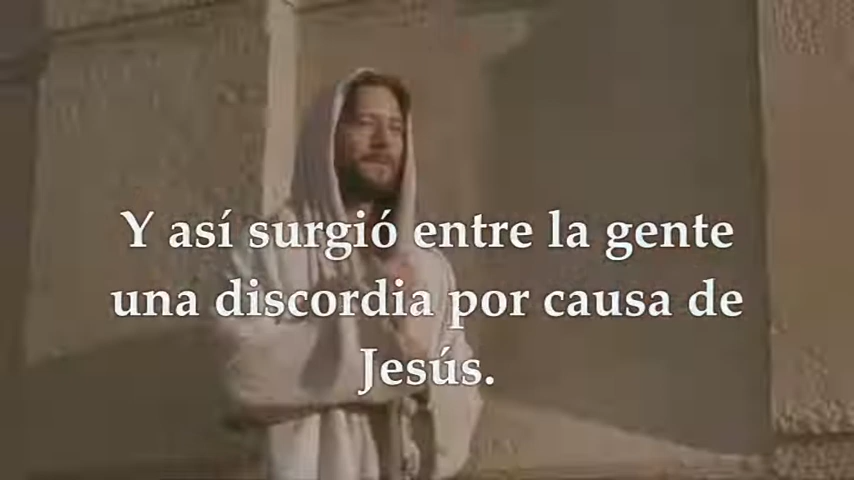 Y así surgió entre la gente
una discordia por causa de
Jesús.